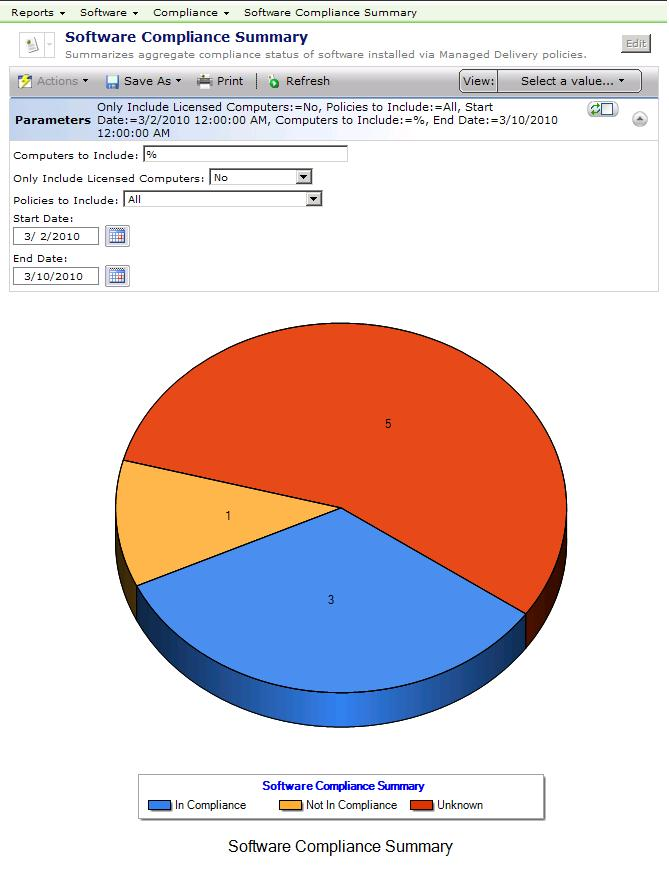 Reports Software Compliance Software Compliance Summary
Software Compliance Summary
Summarizes aggregate compliance status of software installed via Managed Delivery policies.
Edit
Actions Save As Print Refresh View: Select a value...
Parameters
Only Include Licensed Computers:=No, Policies to Include:=All, Start
Date:=3/2/2010 12:00:00 AM, Computers to Include:=%, End Date:=3/10/2010
12:00:00 AM
Computers to Include: %
Only Include Licensed Computers: No
Policies to Include: All
Start Date:
3/ 2/2010
End Date:
3/10/2010
5
1
3
Software Compliance Summary
In Compliance Not In Compliance Unknown
Software Compliance Summary